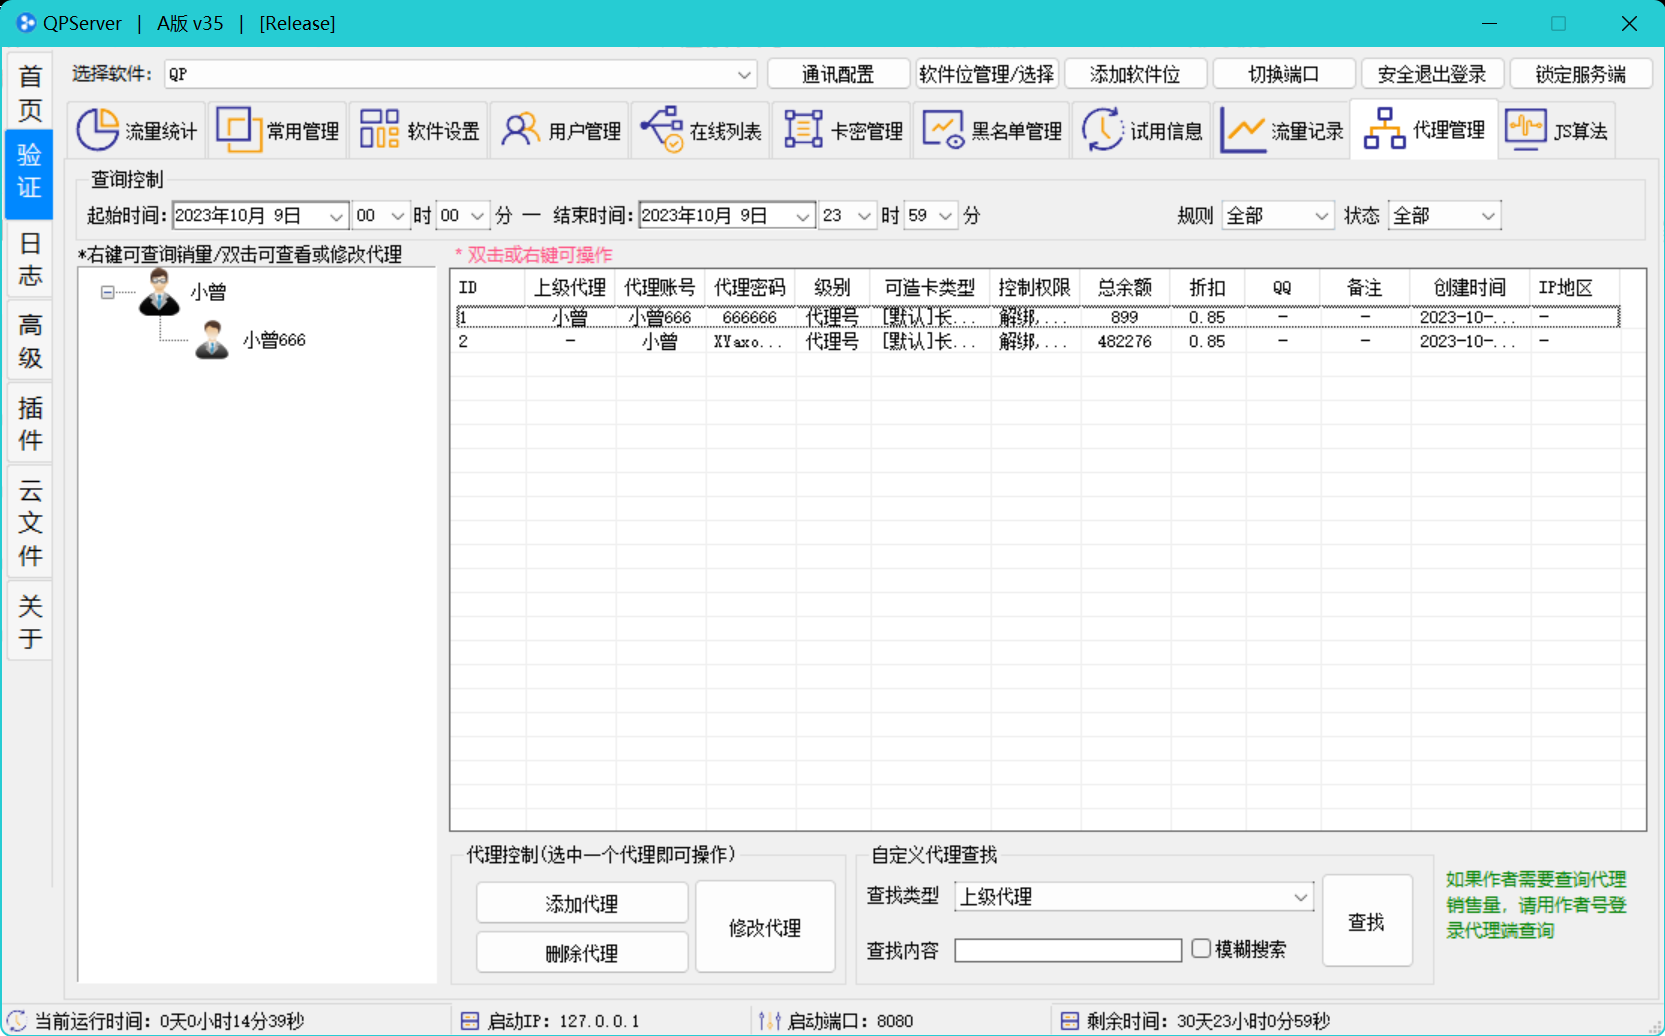 QPServer | A版 v35 | [Release]
首页
验证
日志
高级
插件
云文件
关于
选择软件: QP 通讯配置 软件位管理/选择 添加软件位 切换端口 安全退出登录 锁定服务端
流量统计 常用管理 软件设置 用户管理 在线列表 卡密管理 黑名单管理 试用信息 流量记录 代理管理 JS算法
查询控制
起始时间: 2023年10月 9日 00 时 00 分 — 结束时间: 2023年10月 9日 23 时 59 分 规则 全部 状态 全部
*右键可查询销量/双击可查看或修改代理
小曾
小曾666
* 双击或右键可操作
ID 上级代理 代理账号 代理密码 级别 可造卡类型 控制权限 总余额 折扣 QQ 备注 创建时间 IP地区
1 小曾 小曾666 666666 代理号 [默认]长... 解绑,... 899 0.85 - - 2023-10-... -
2 - 小曾 XYaxo... 代理号 [默认]长... 解绑,... 482276 0.85 - - 2023-10-... -
代理控制(选中一个代理即可操作)
添加代理
删除代理
修改代理
自定义代理查找
查找类型 上级代理
查找内容 模糊搜索
查找
如果作者需要查询代理
销售量，请用作者号登
录代理端查询
当前运行时间: 0天0小时14分39秒 启动IP: 127.0.0.1 启动端口: 8080 剩余时间: 30天23小时0分59秒